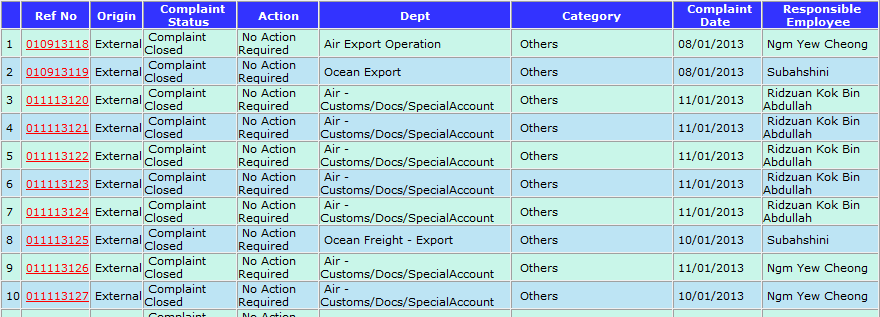 Ref No Origin Complaint Status Action Dept Category Complaint Date Responsible Employee
1 010913118 External Complaint Closed No Action Required Air Export Operation Others 08/01/2013 Ngm Yew Cheong
2 010913119 External Complaint Closed No Action Required Ocean Export Others 08/01/2013 Subahshini
3 011113120 External Complaint Closed No Action Required Air - Customs/Docs/SpecialAccount Others 11/01/2013 Ridzuan Kok Bin Abdullah
4 011113121 External Complaint Closed No Action Required Air - Customs/Docs/SpecialAccount Others 11/01/2013 Ridzuan Kok Bin Abdullah
5 011113122 External Complaint Closed No Action Required Air - Customs/Docs/SpecialAccount Others 11/01/2013 Ridzuan Kok Bin Abdullah
6 011113123 External Complaint Closed No Action Required Air - Customs/Docs/SpecialAccount Others 11/01/2013 Ridzuan Kok Bin Abdullah
7 011113124 External Complaint Closed No Action Required Air - Customs/Docs/SpecialAccount Others 11/01/2013 Ridzuan Kok Bin Abdullah
8 011113125 External Complaint Closed No Action Required Ocean Freight - Export Others 10/01/2013 Subahshini
9 011113126 External Complaint Closed No Action Required Air - Customs/Docs/SpecialAccount Others 11/01/2013 Ngm Yew Cheong
10 011113127 External Complaint Closed No Action Required Air - Customs/Docs/SpecialAccount Others 10/01/2013 Ngm Yew Cheong
Complaint No Action